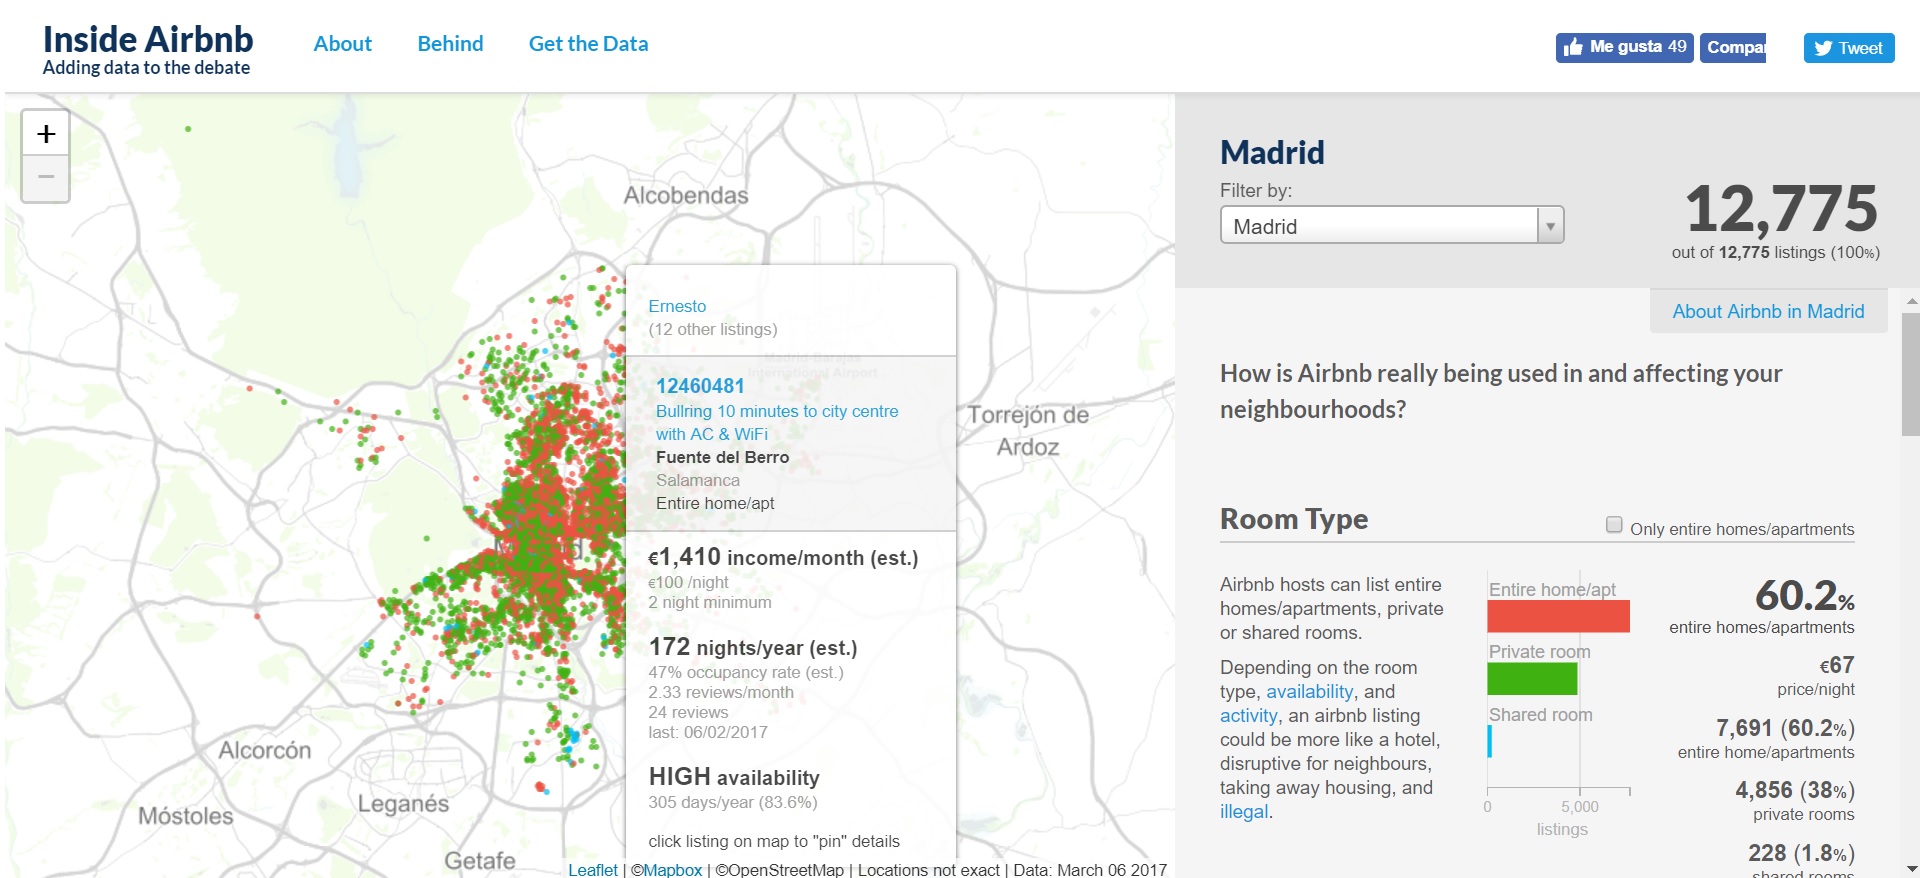 Inside Airbnb
Adding data to the debate
About
Behind
Get the Data
Me gusta 49
Compar
Tweet
+
−
Alcobendas
Torrejón de
Ardoz
Alcorcón
Leganés
Móstoles
Getafe
Madrid-Barajas
International Airport
Ernesto
(12 other listings)
12460481
Bullring 10 minutes to city centre
with AC & WiFi
Fuente del Berro
Salamanca
Entire home/apt
€1,410 income/month (est.)
€100 /night
2 night minimum
172 nights/year (est.)
47% occupancy rate (est.)
2.33 reviews/month
24 reviews
last: 06/02/2017
HIGH availability
305 days/year (83.6%)
click listing on map to "pin" details
Leaflet | ©Mapbox | ©OpenStreetMap | Locations not exact | Data: March 06 2017
Madrid
Filter by:
Madrid
12,775
out of 12,775 listings (100%)
About Airbnb in Madrid
How is Airbnb really being used in and affecting your
neighbourhoods?
Room Type
Only entire homes/apartments
Airbnb hosts can list entire
homes/apartments, private
or shared rooms.
Depending on the room
type, availability, and
activity, an airbnb listing
could be more like a hotel,
disruptive for neighbours,
taking away housing, and
illegal.
Entire home/apt
Private room
Shared room
0
5,000
listings
60.2%
entire homes/apartments
€67
price/night
7,691 (60.2%)
entire home/apartments
4,856 (38%)
private rooms
228 (1.8%)
shared rooms